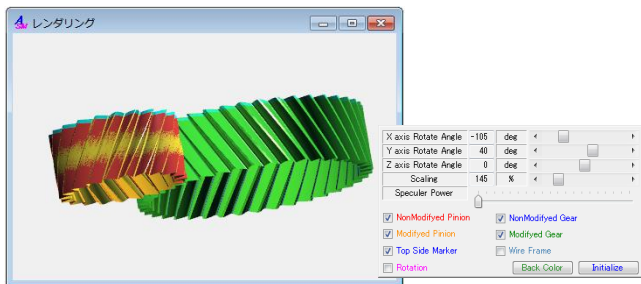 レンダリング
X axis Rotate Angle -105 deg
Y axis Rotate Angle 40 deg
Z axis Rotate Angle 0 deg
Scaling 145 %
Speculer Power
NonModifyed Pinion NonModifyed Gear
Modifyed Pinion Modifyed Gear
Top Side Marker Wire Frame
Rotation Back Color Initialize